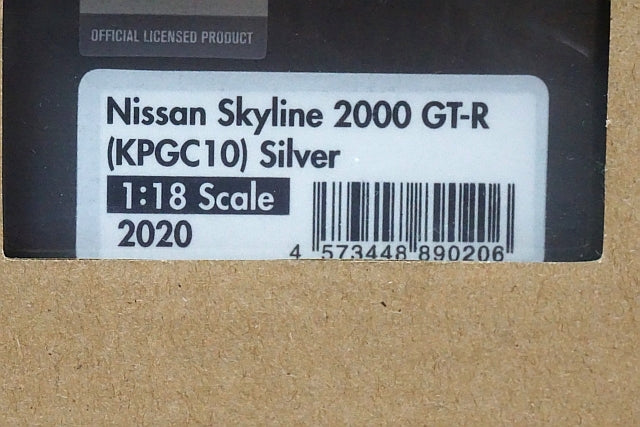 OFFICIAL LICENSED PRODUCT
Nissan Skyline 2000 GT-R
(KPGC10) Silver
1:18 Scale
2020
4 573448 890206